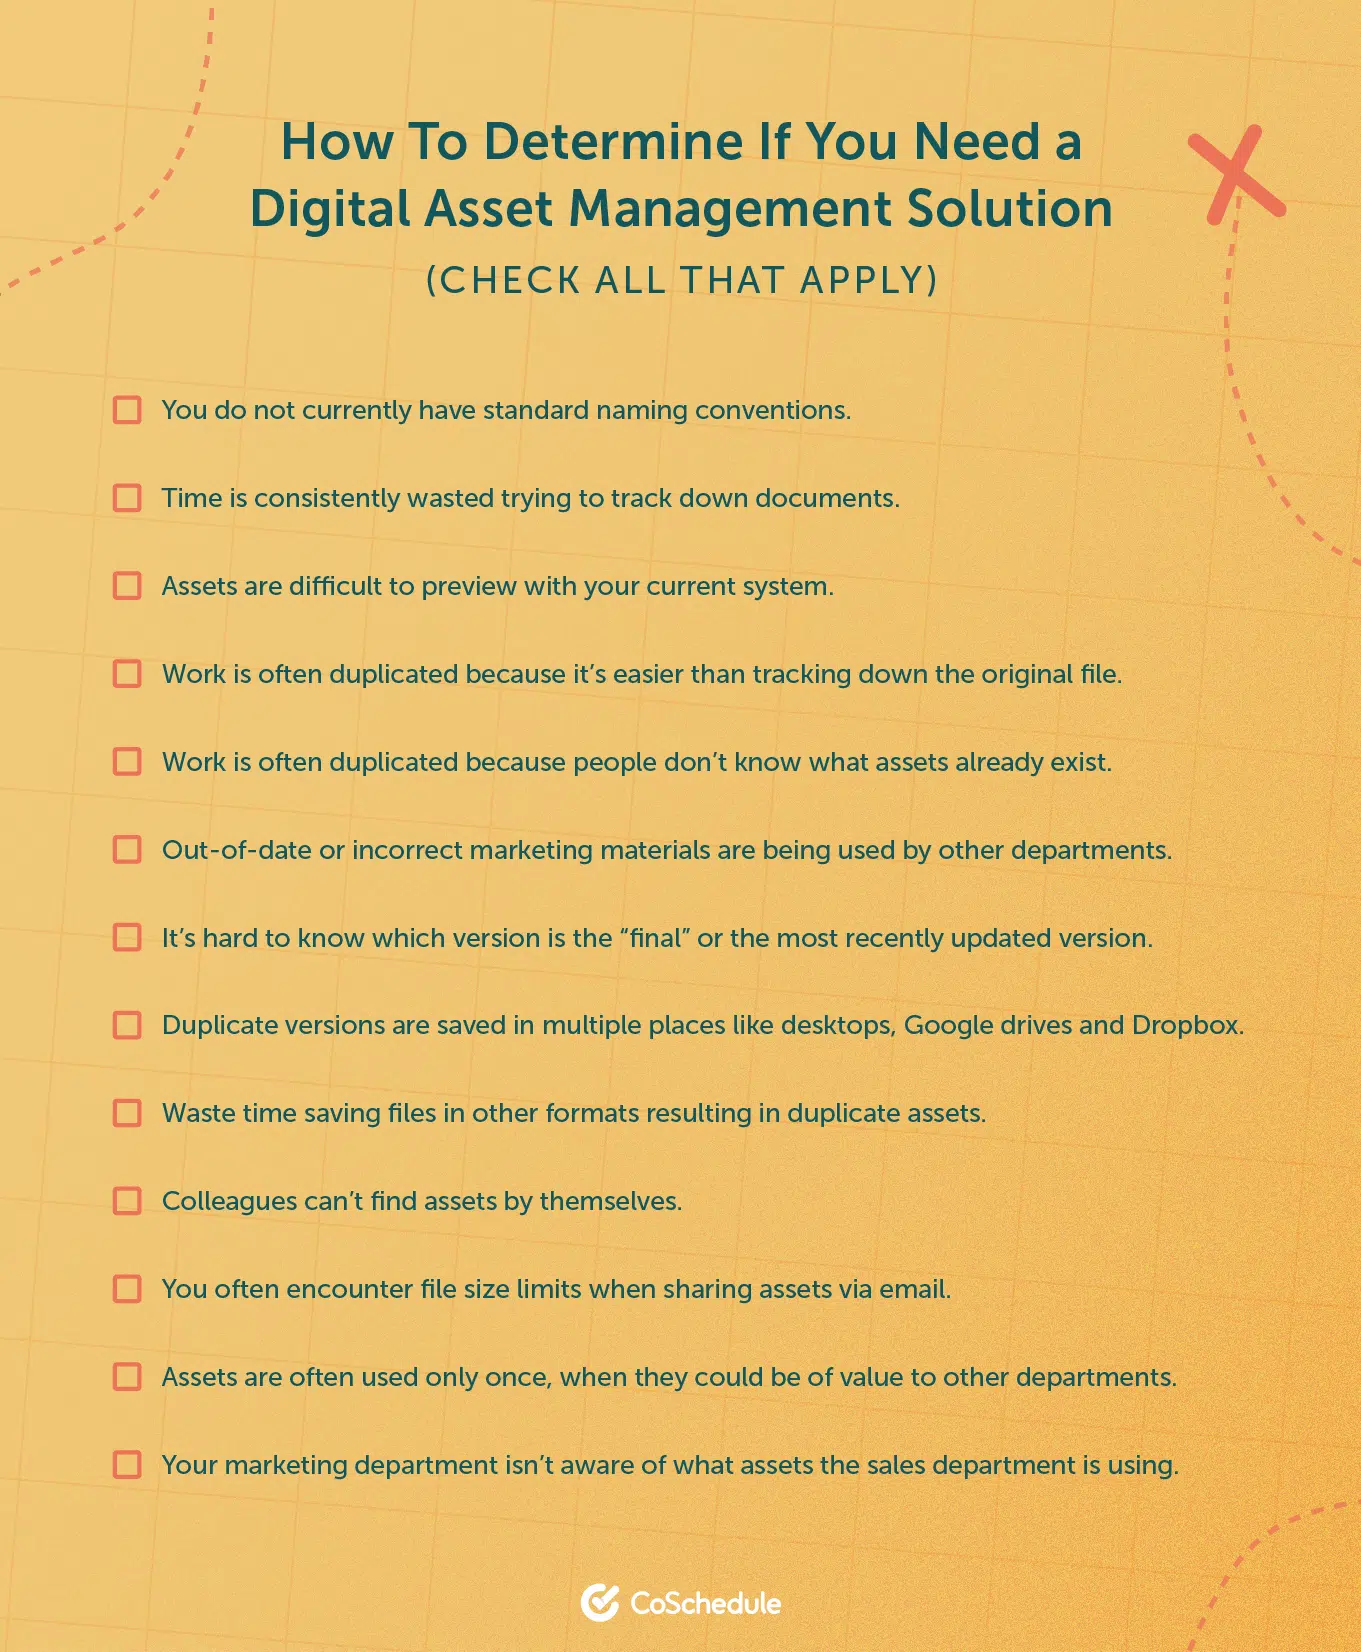 How To Determine If You Need a
Digital Asset Management Solution
(CHECK ALL THAT APPLY)
You do not currently have standard naming conventions.
Time is consistently wasted trying to track down documents.
Assets are difficult to preview with your current system.
Work is often duplicated because it’s easier than tracking down the original file.
Work is often duplicated because people don’t know what assets already exist.
Out-of-date or incorrect marketing materials are being used by other departments.
It’s hard to know which version is the “final” or the most recently updated version.
Duplicate versions are saved in multiple places like desktops, Google drives and Dropbox.
Waste time saving files in other formats resulting in duplicate assets.
Colleagues can’t find assets by themselves.
You often encounter file size limits when sharing assets via email.
Assets are often used only once, when they could be of value to other departments.
Your marketing department isn’t aware of what assets the sales department is using.
CoSchedule